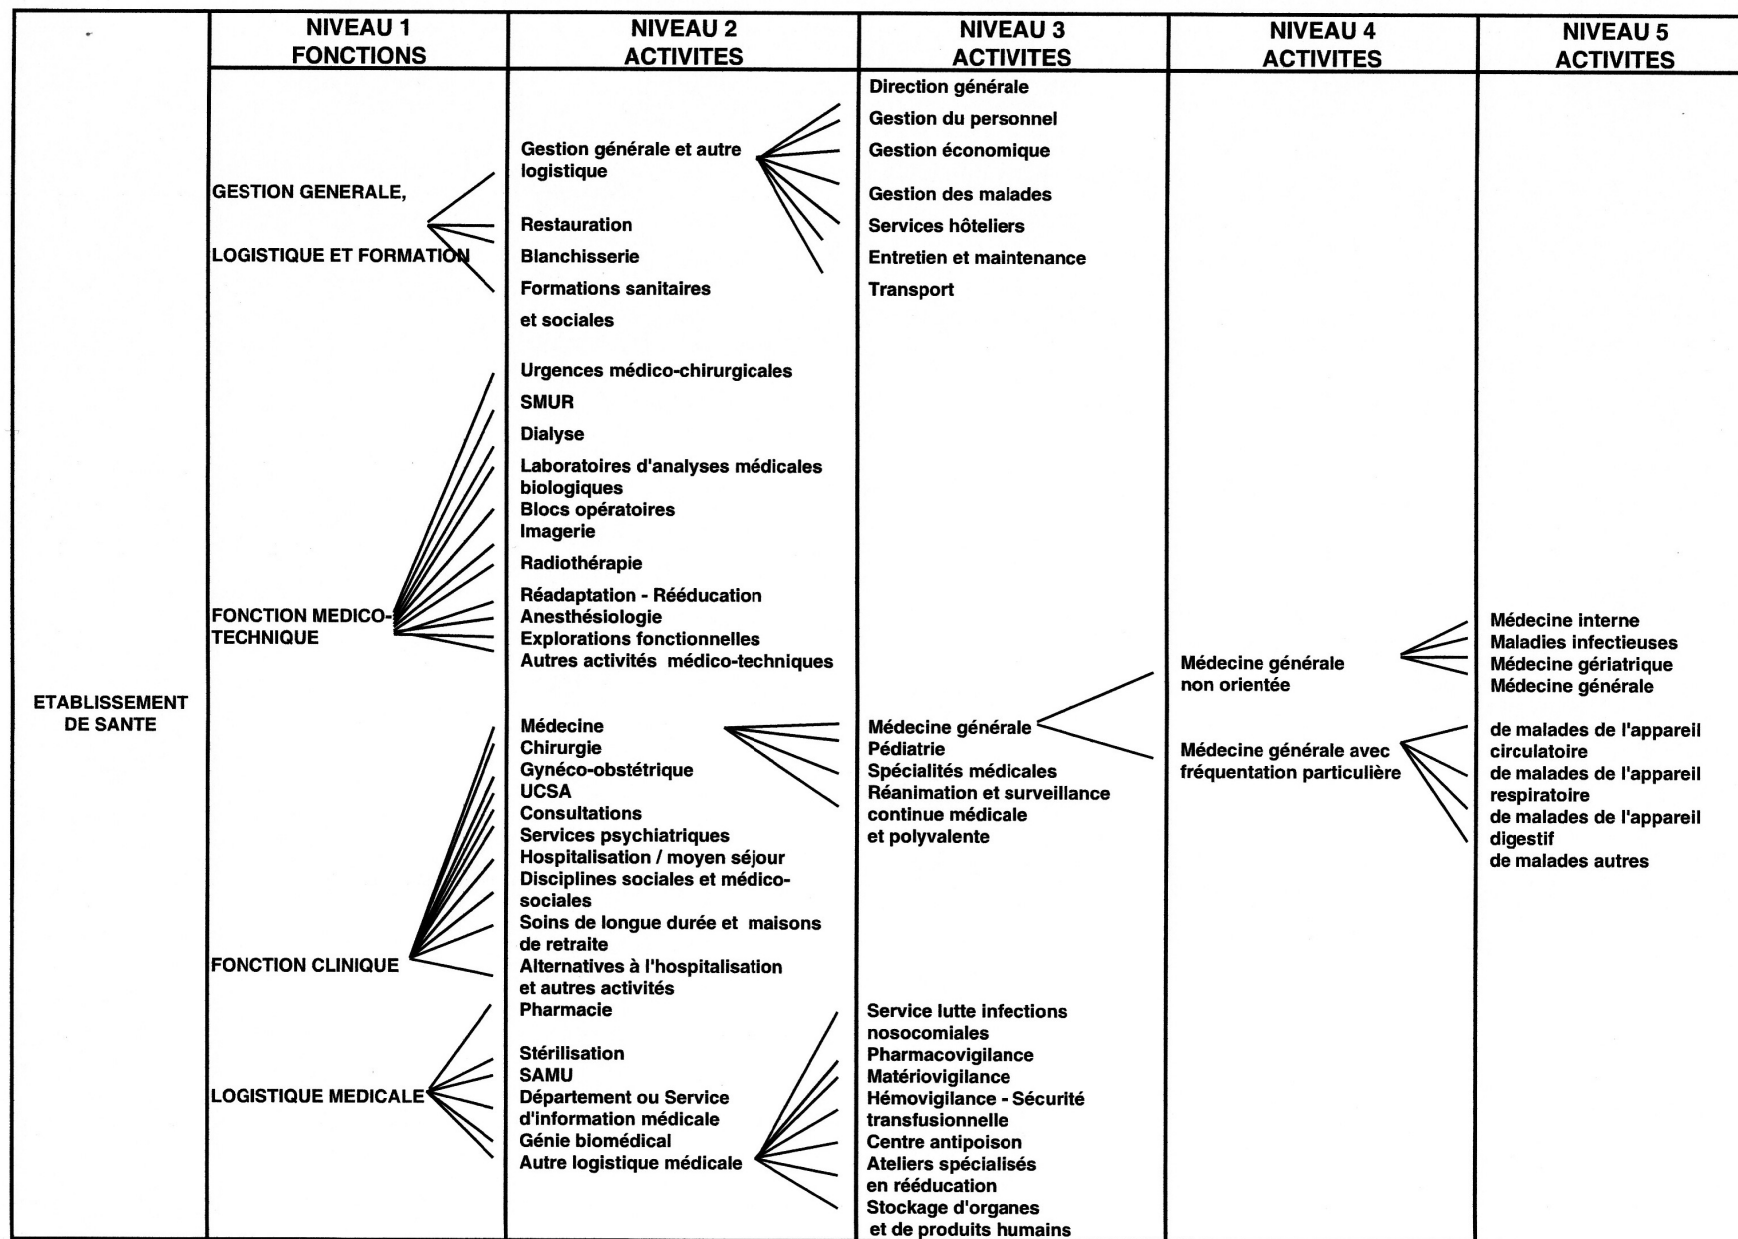 NIVEAU 1
FONCTIONS
NIVEAU 2
ACTIVITES
NIVEAU 3
ACTIVITES
NIVEAU 4
ACTIVITES
NIVEAU 5
ACTIVITES
ETABLISSEMENT
DE SANTE
GESTION GENERALE,
LOGISTIQUE ET FORMATION
Gestion générale et autre
logistique
Restauration
Blanchisserie
Formations sanitaires
et sociales
Direction générale
Gestion du personnel
Gestion économique
Gestion des malades
Services hôteliers
Entretien et maintenance
Transport
FONCTION MEDICO-
TECHNIQUE
Urgences médico-chirurgicales
SMUR
Dialyse
Laboratoires d'analyses médicales
biologiques
Blocs opératoires
Imagerie
Radiothérapie
Réadaptation - Rééducation
Anesthésiologie
Explorations fonctionnelles
Autres activités médico-techniques
FONCTION CLINIQUE
Médecine
Chirurgie
Gynéco-obstétrique
UCSA
Consultations
Services psychiatriques
Hospitalisation / moyen séjour
Disciplines sociales et médico-
sociales
Soins de longue durée et maisons
de retraite
Alternatives à l'hospitalisation
et autres activités
Médecine générale
Pédiatrie
Spécialités médicales
Réanimation et surveillance
continue médicale
et polyvalente
Médecine générale
non orientée
Médecine générale avec
fréquentation particulière
Médecine interne
Maladies infectieuses
Médecine gériatrique
Médecine générale
de malades de l'appareil
circulatoire
de malades de l'appareil
respiratoire
de malades de l'appareil
digestif
de malades autres
LOGISTIQUE MEDICALE
Pharmacie
Stérilisation
SAMU
Département ou Service
d'information médicale
Génie biomédical
Autre logistique médicale
Service lutte infections
nosocomiales
Pharmacovigilance
Matériovigilance
Hémovigilance - Sécurité
transfusionnelle
Centre antipoison
Ateliers spécialisés
en rééducation
Stockage d'organes
et de produits humains